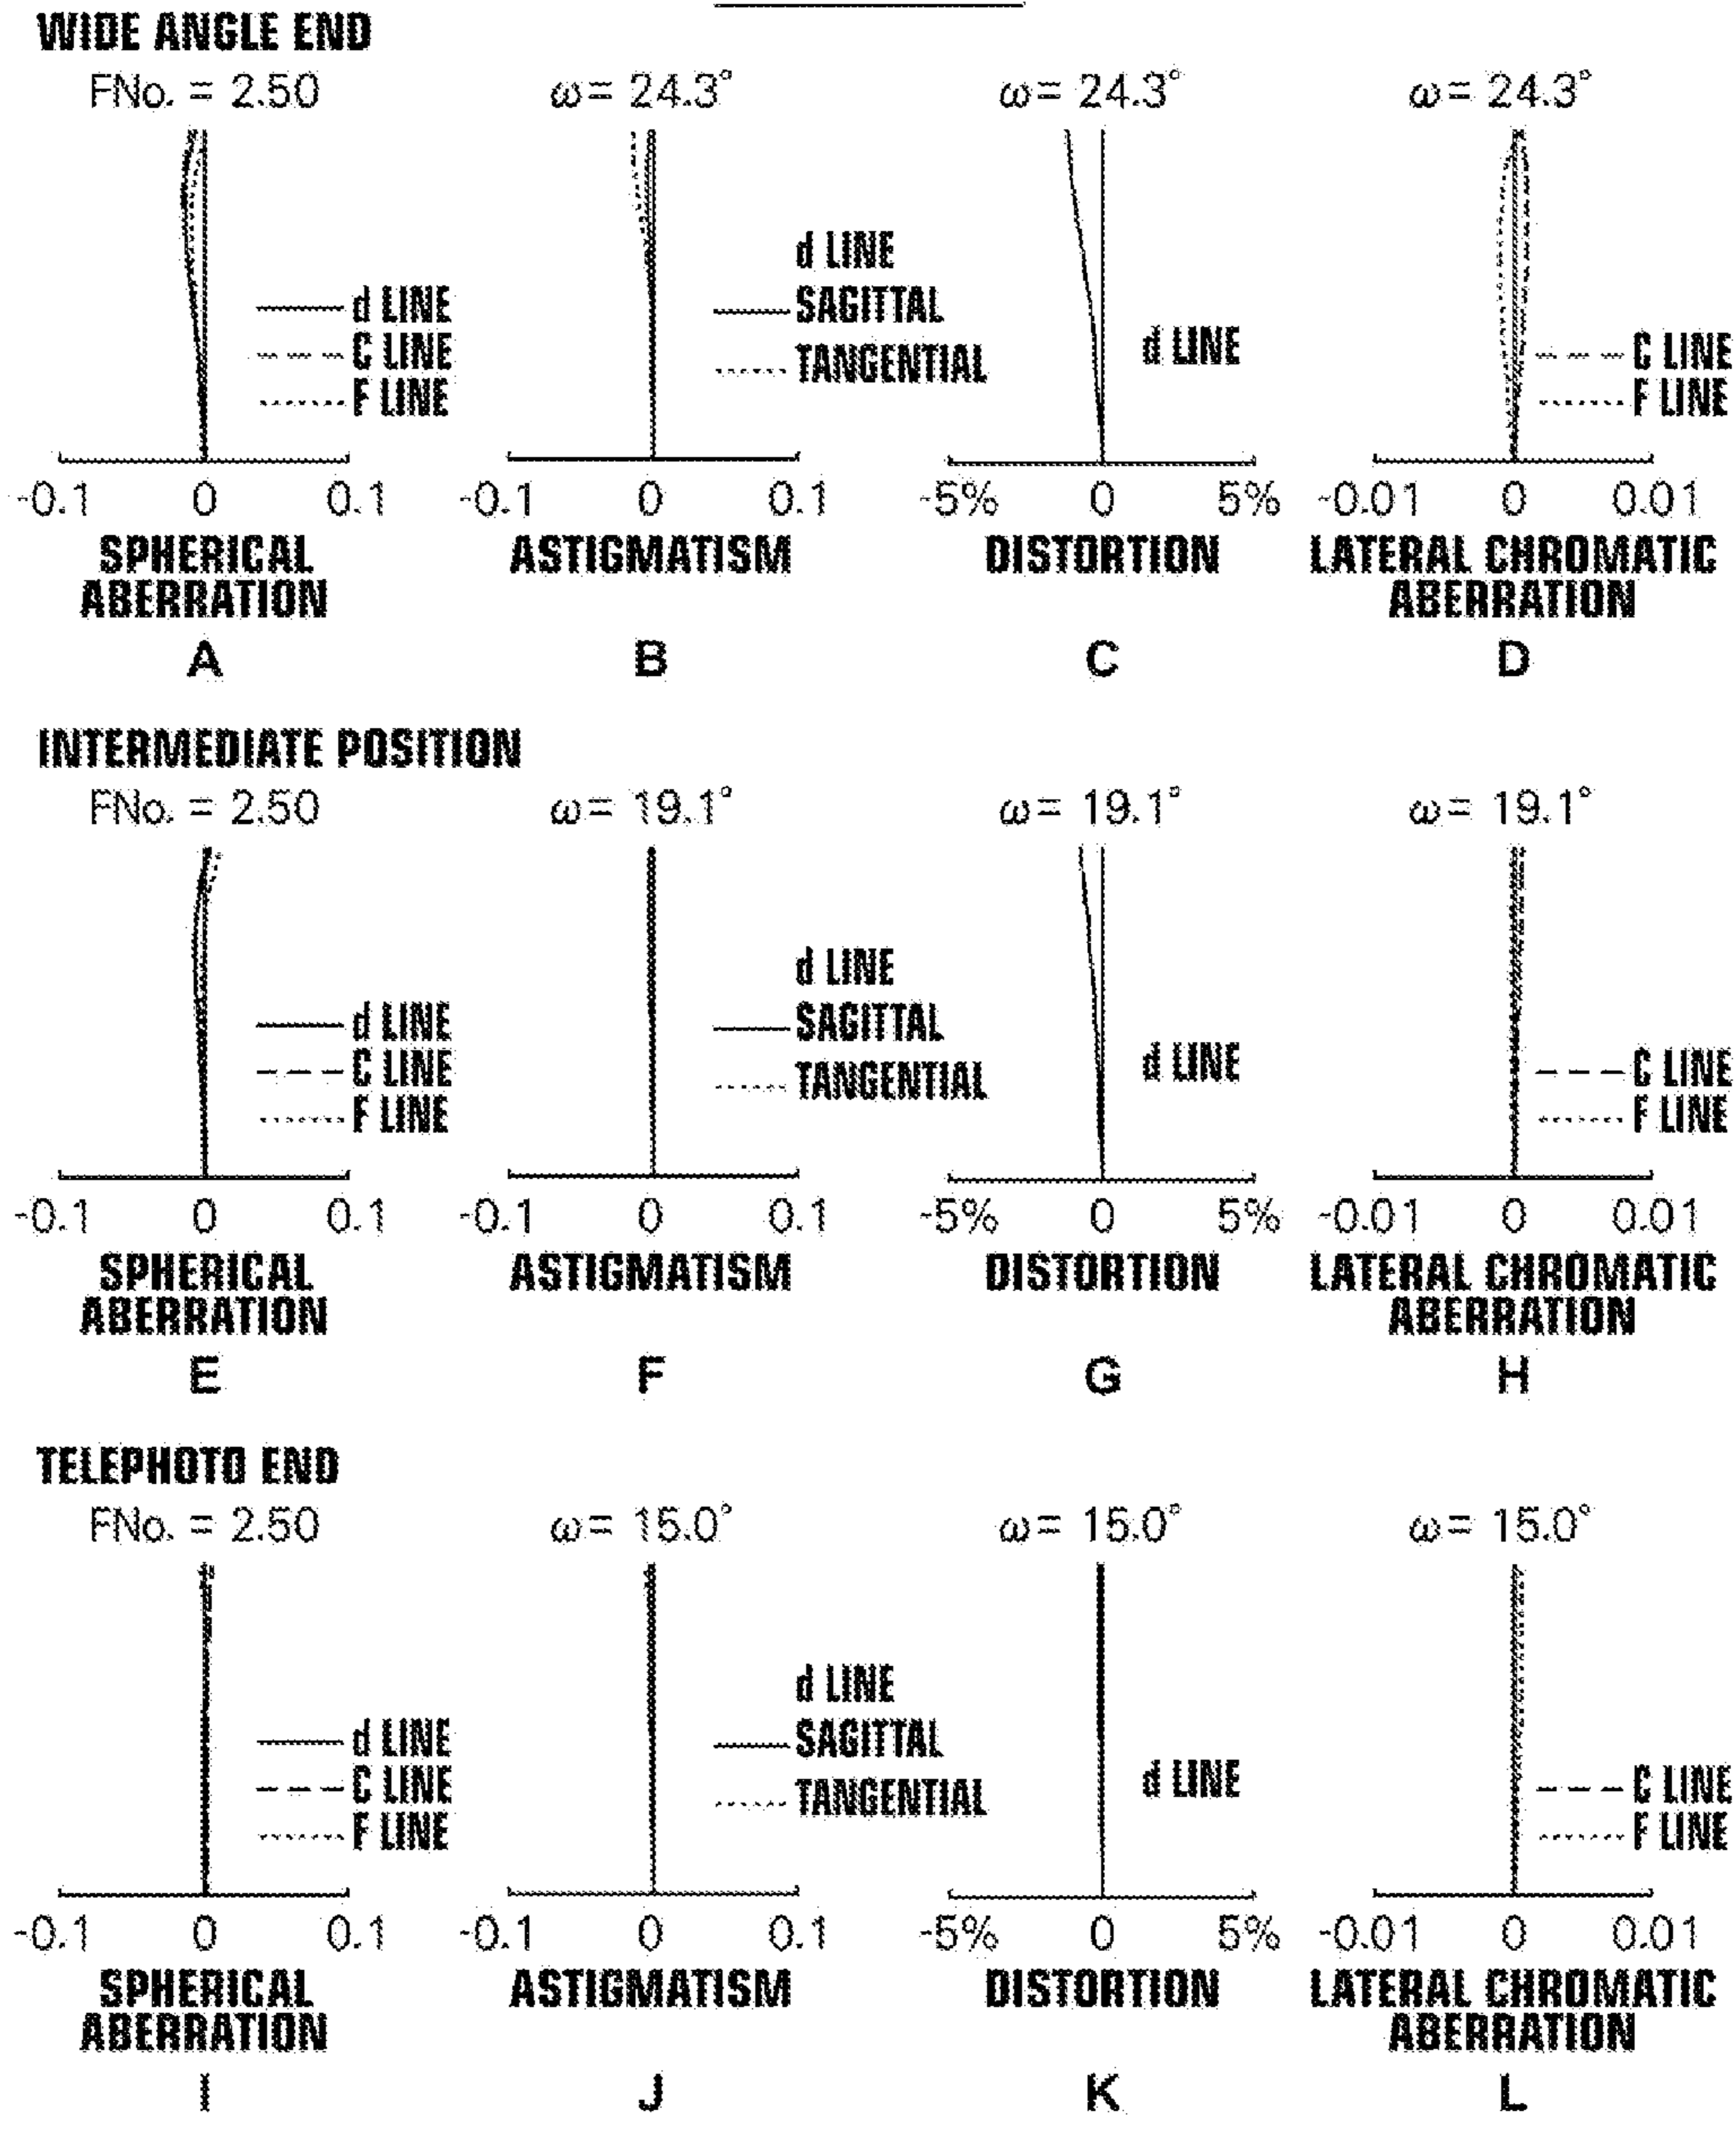 WIDE ANGLE END
FNo. = 2.50
ω= 24.3°
ω= 24.3°
ω= 24.3°
d LINE
C LINE
F LINE
d LINE
SAGITTAL
TANGENTIAL
d LINE
C LINE
F LINE
-0.1 0 0.1
-0.1 0 0.1
-5% 0 5%
-0.01 0 0.01
SPHERICAL
ABERRATION
ASTIGMATISM
DISTORTION
LATERAL CHROMATIC
ABERRATION
A
B
C
D
INTERMEDIATE POSITION
FNo. = 2.50
ω= 19.1°
ω= 19.1°
ω= 19.1°
d LINE
C LINE
F LINE
d LINE
SAGITTAL
TANGENTIAL
d LINE
C LINE
F LINE
-0.1 0 0.1
-0.1 0 0.1
-5% 0 5%
-0.01 0 0.01
SPHERICAL
ABERRATION
ASTIGMATISM
DISTORTION
LATERAL CHROMATIC
ABERRATION
E
F
G
H
TELEPHOTO END
FNo. = 2.50
ω= 15.0°
ω= 15.0°
ω= 15.0°
d LINE
C LINE
F LINE
d LINE
SAGITTAL
TANGENTIAL
d LINE
C LINE
F LINE
-0.1 0 0.1
-0.1 0 0.1
-5% 0 5%
-0.01 0 0.01
SPHERICAL
ABERRATION
ASTIGMATISM
DISTORTION
LATERAL CHROMATIC
ABERRATION
I
J
K
L